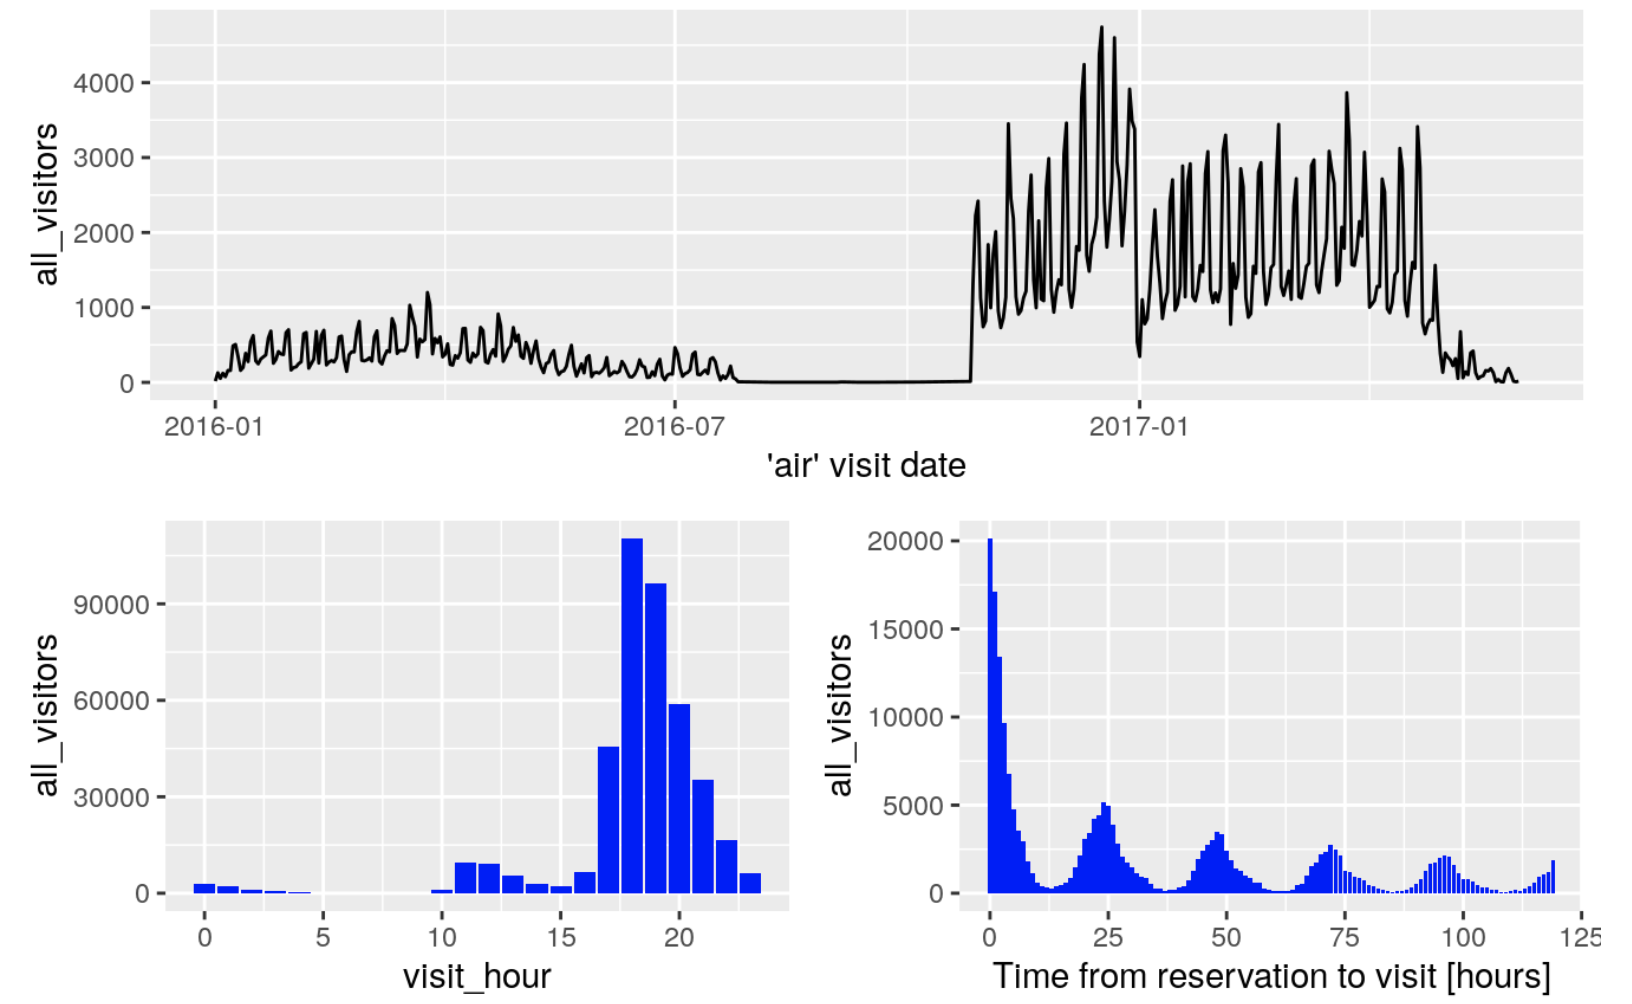 all_visitors
4000
3000
2000
1000
0
2016-01 2016-07 2017-01
'air' visit date
all_visitors
90000
60000
30000
0
0 5 10 15 20
visit_hour
all_visitors
20000
15000
10000
5000
0
0 25 50 75 100 125
Time from reservation to visit [hours]